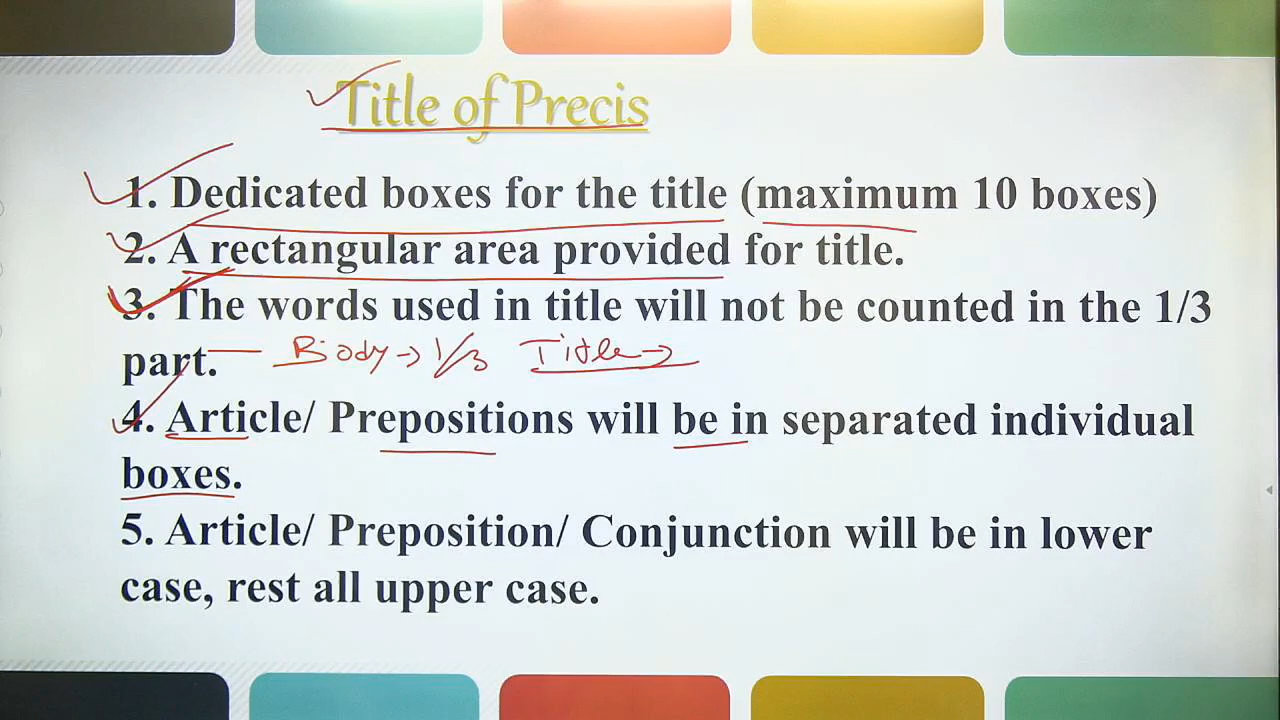 Title of Precis
1. Dedicated boxes for the title (maximum 10 boxes)
2. A rectangular area provided for title.
3. The words used in title will not be counted in the 1/3
part. Body → 1/3 Title →
4. Article/ Prepositions will be in separated individual
boxes.
5. Article/ Preposition/ Conjunction will be in lower
case, rest all upper case.